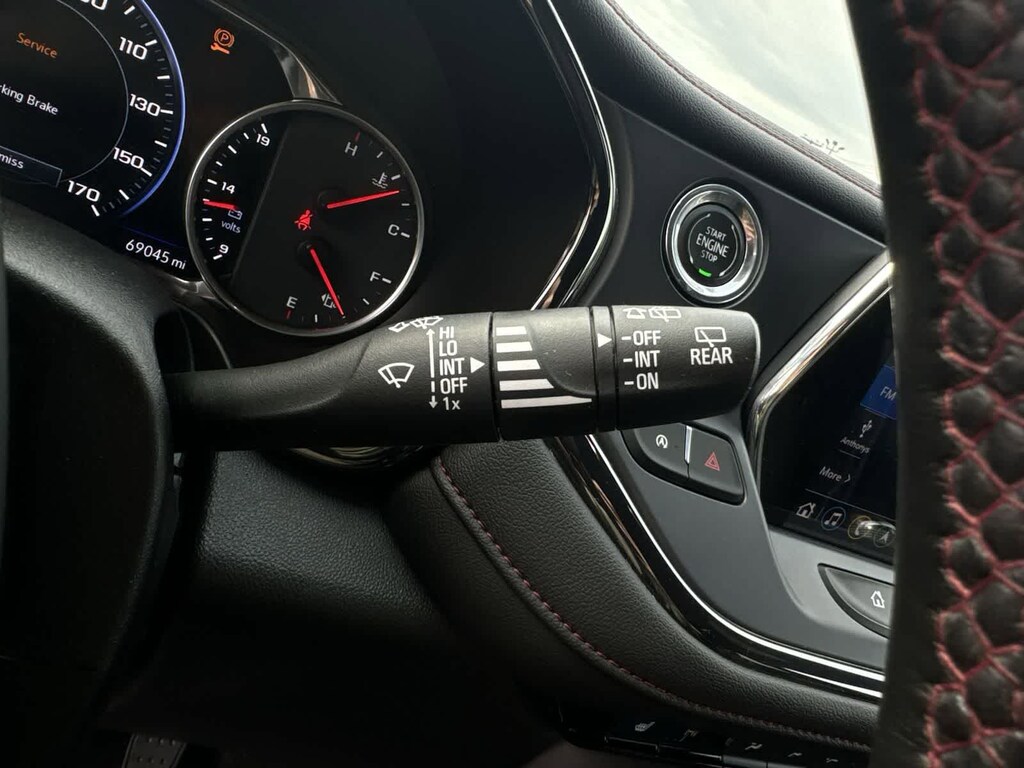 Service
110
rking Brake
130
miss
150
170
69045 mi
19
14
volts
9
H
C
F
E
START
ENGINE
STOP
HI
LO
INT
OFF
1x
OFF
INT
ON
REAR
FM
Anthonys
More